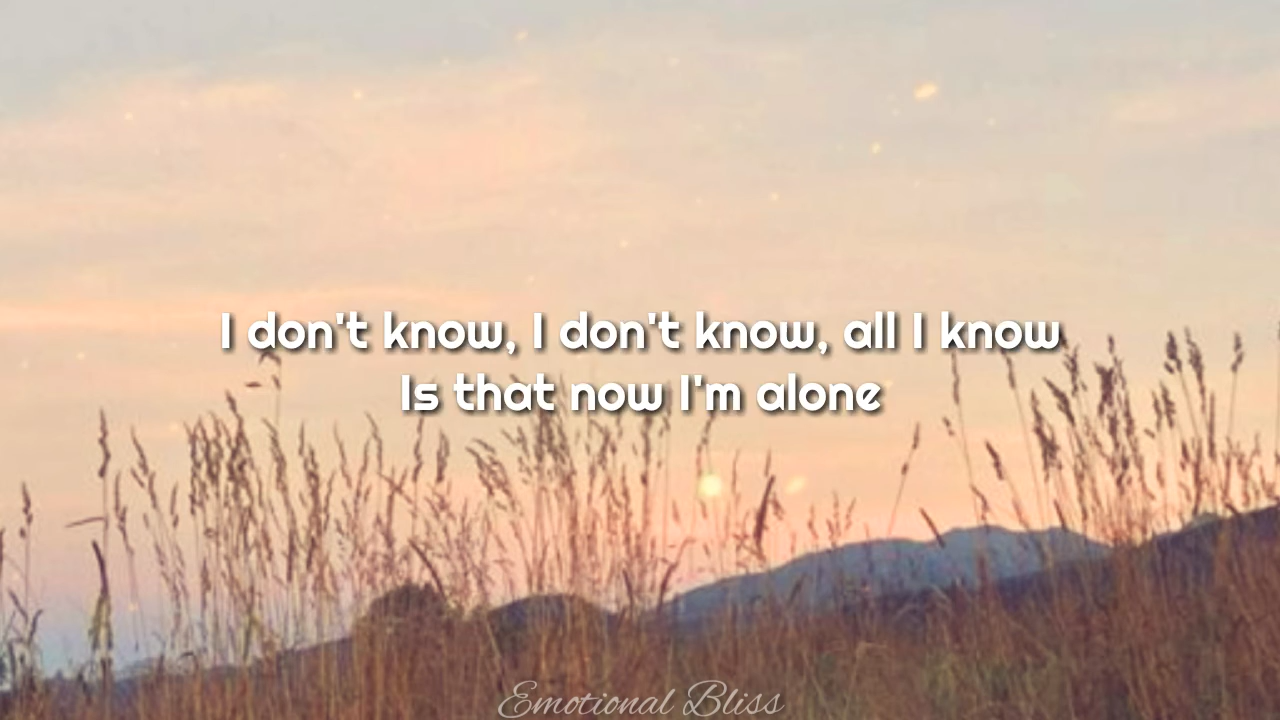 I don't know, I don't know, all I know
Is that now I'm alone
Emotional Bliss